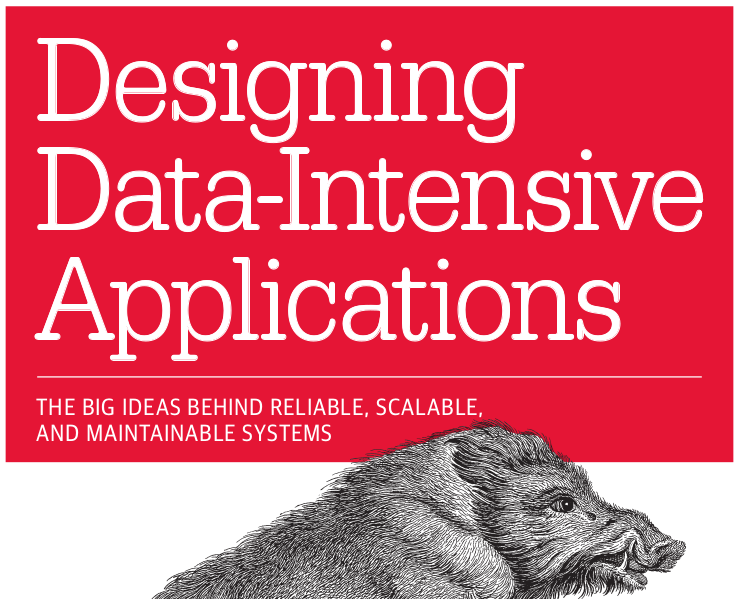 Designing
Data-Intensive
Applications
THE BIG IDEAS BEHIND RELIABLE, SCALABLE,
AND MAINTAINABLE SYSTEMS